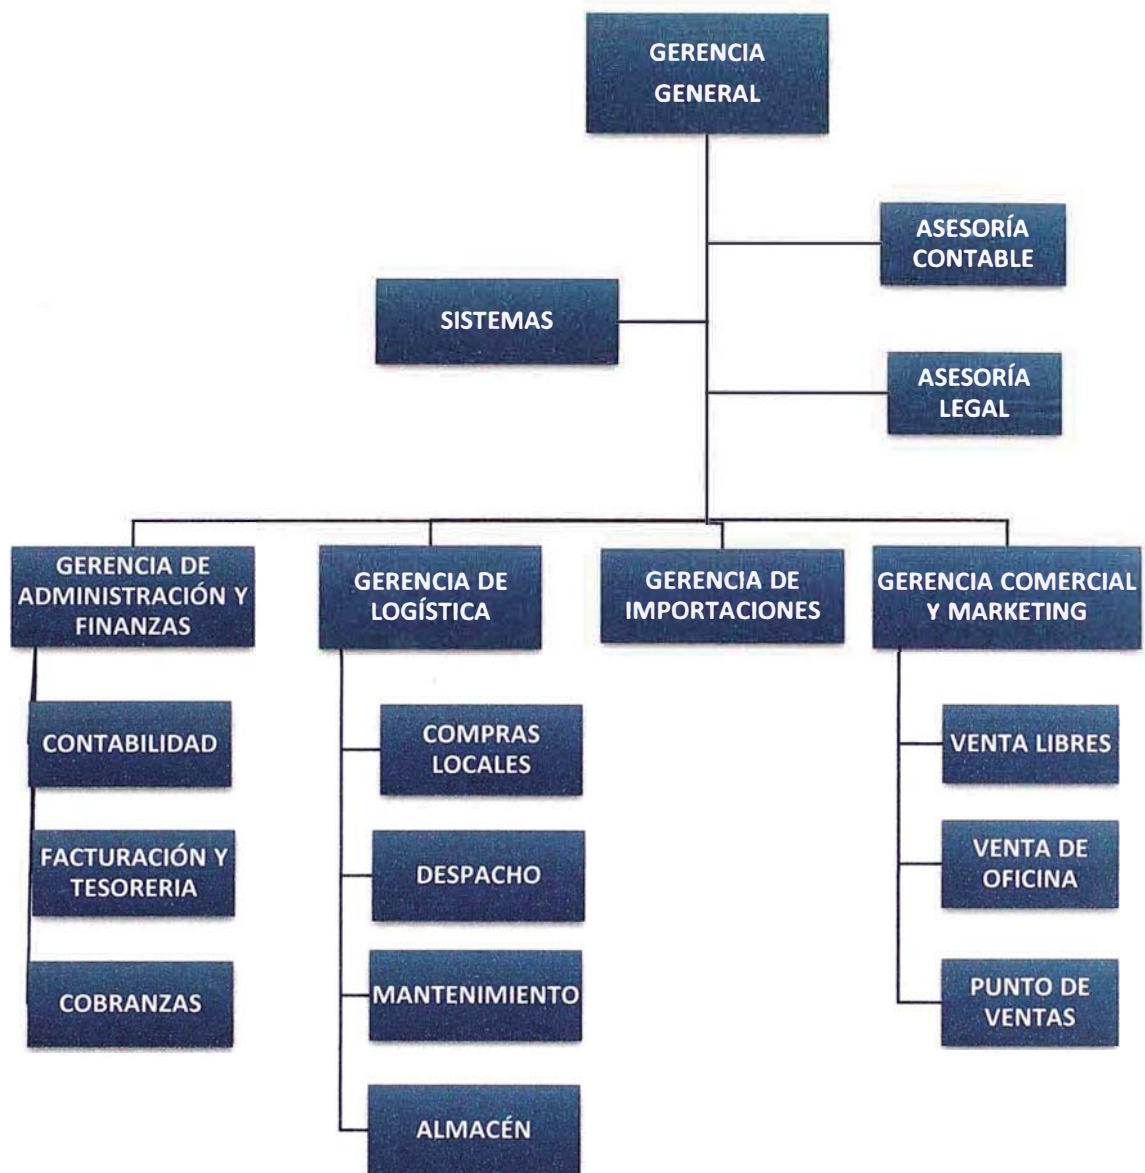 GERENCIA
GENERAL
ASESORÍA
CONTABLE
SISTEMAS
ASESORÍA
LEGAL
GERENCIA DE
ADMINISTRACIÓN Y
FINANZAS
GERENCIA DE
LOGÍSTICA
GERENCIA DE
IMPORTACIONES
GERENCIA COMERCIAL
Y MARKETING
CONTABILIDAD
FACTURACIÓN Y
TESORERIA
COBRANZAS
COMPRAS
LOCALES
DESPACHO
MANTENIMIENTO
ALMACÉN
VENTA LIBRES
VENTA DE
OFICINA
PUNTO DE
VENTAS